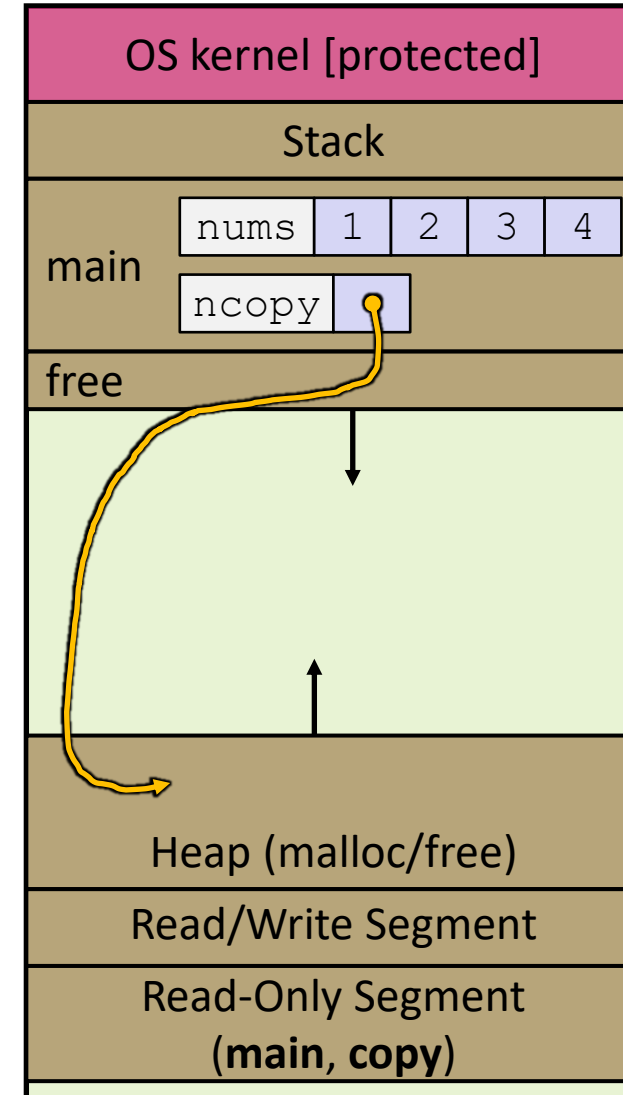 OS kernel [protected]
Stack
main
nums 1 2 3 4
ncopy
free
Heap (malloc/free)
Read/Write Segment
Read-Only Segment
(main, copy)